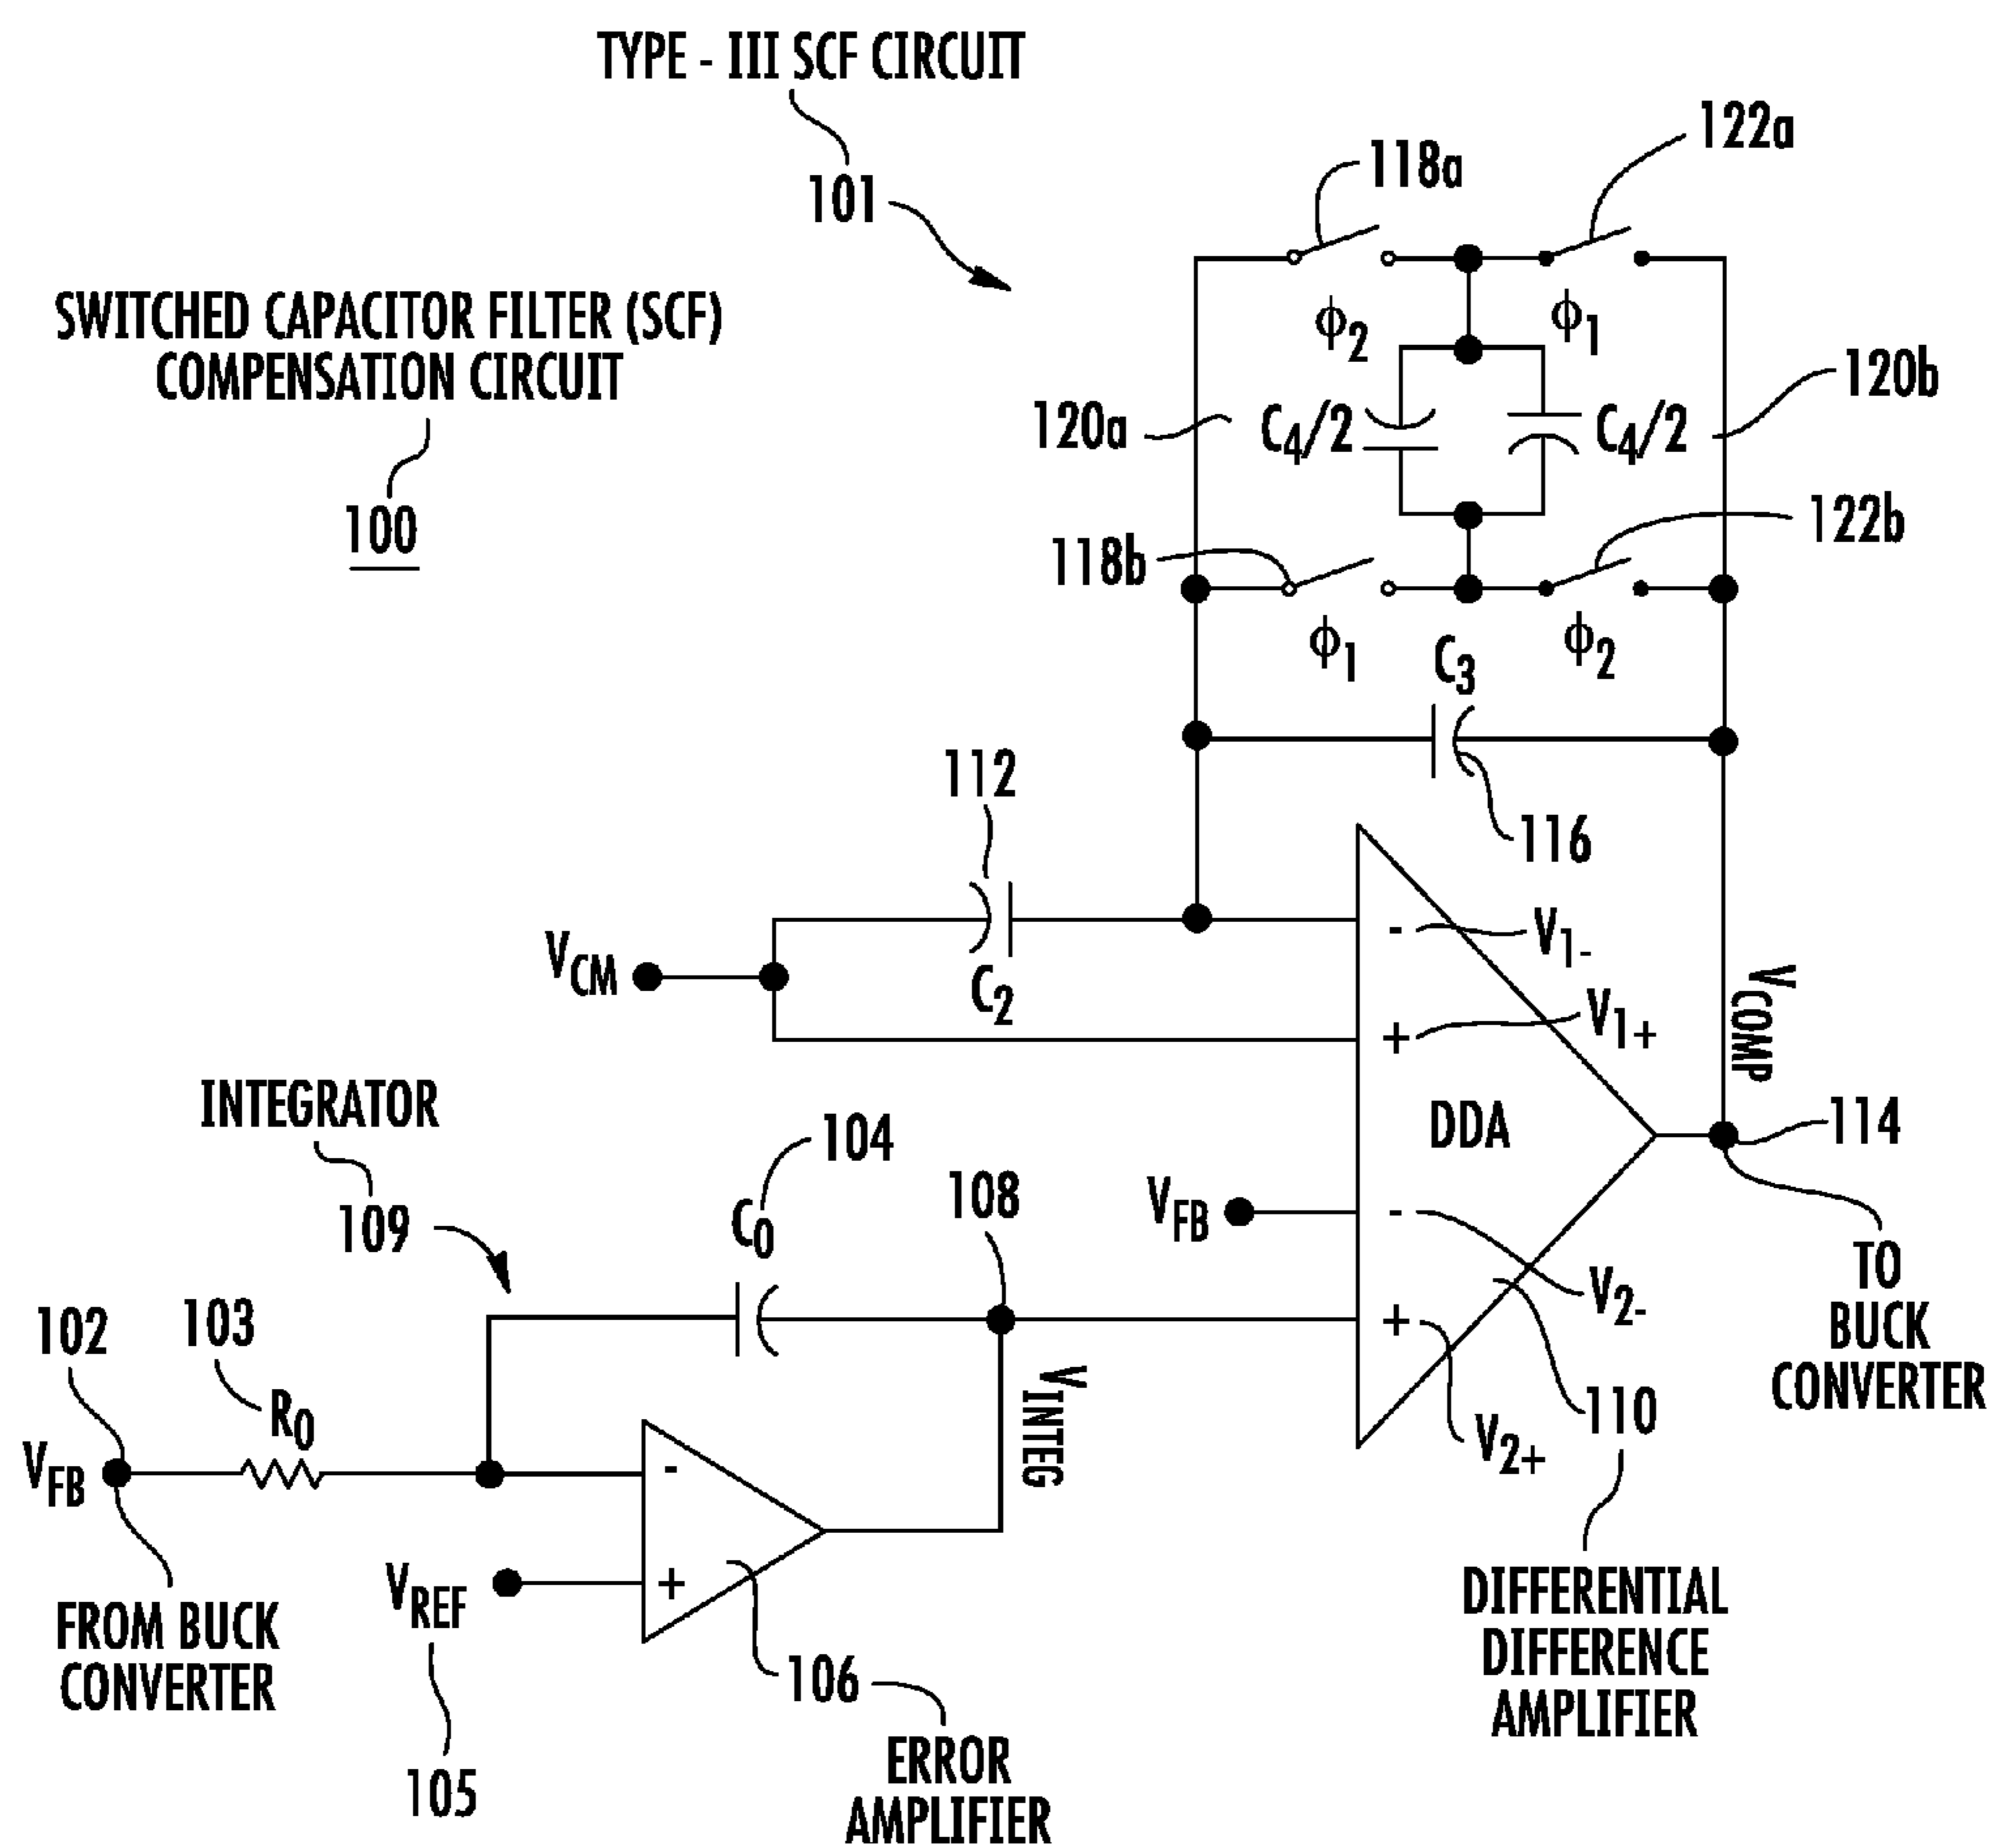 TYPE - III SCF CIRCUIT
101
118a
122a
SWITCHED CAPACITOR FILTER (SCF)
COMPENSATION CIRCUIT
100
ϕ2
ϕ1
120a
C4/2
C4/2
120b
118b
122b
ϕ1
ϕ2
C3
112
116
VCM
C2
V1-
V1+
VCOMP
INTEGRATOR
109
104
C0
108
DDA
114
VFB
TO
BUCK
CONVERTER
102
103
R0
VFB
VINTEG
V2-
110
V2+
-
+
-
+
-
+
VREF
105
FROM BUCK
CONVERTER
106
ERROR
AMPLIFIER
DIFFERENTIAL
DIFFERENCE
AMPLIFIER